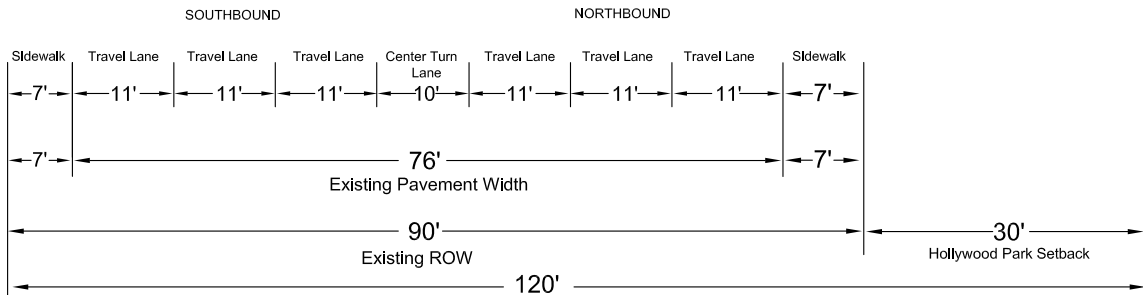 SOUTHBOUND NORTHBOUND
Sidewalk Travel Lane Travel Lane Travel Lane Center Turn Lane Travel Lane Travel Lane Travel Lane Sidewalk
7' 11' 11' 11' 10' 11' 11' 11' 7'
7' 76' 7'
Existing Pavement Width
90' 30'
Existing ROW Hollywood Park Setback
120'